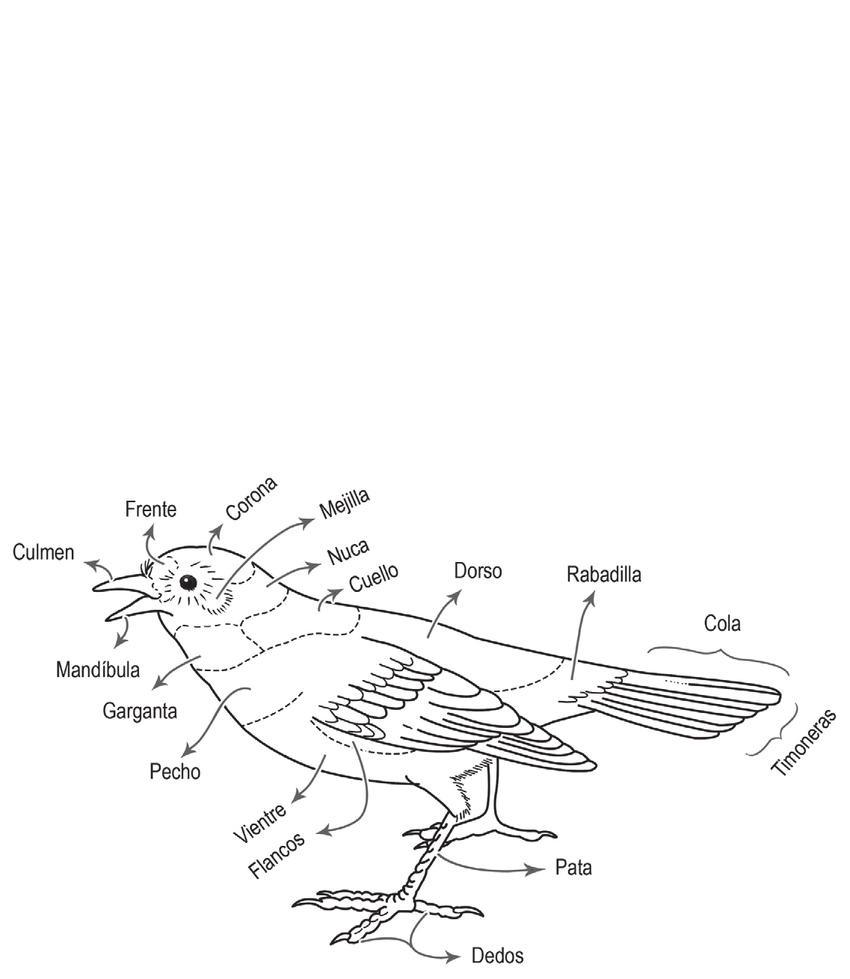 Corona
Mejilla
Frente
Culmen
Nuca
Cuello
Dorso
Rabadilla
Cola
Mandíbula
Garganta
Timoneras
Pecho
Vientre
Flancos
Pata
Dedos